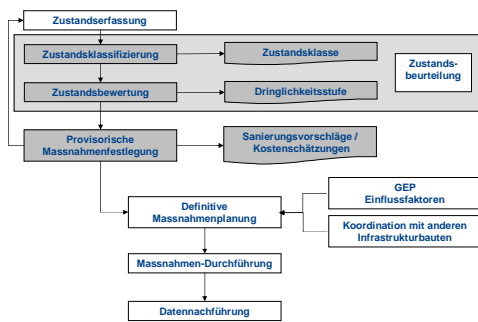 Zustandserfassung
Zustandsklassifizierung
Zustandsklasse
Zustands-
beurteilung
Zustandsbewertung
Dringlichkeitsstufe
Provisorische
Massnahmenfestlegung
Sanierungsvorschläge /
Kostenschätzungen
GEP
Einflussfaktoren
Definitive
Massnahmenplanung
Koordination mit anderen
Infrastrukturbauten
Massnahmen-Durchführung
Datennachführung